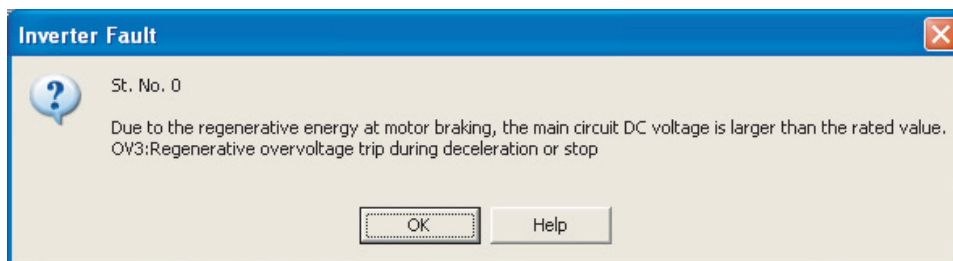 Inverter Fault
St. No. 0
Due to the regenerative energy at motor braking, the main circuit DC voltage is larger than the rated value.
OV3:Regenerative overvoltage trip during deceleration or stop
OK
Help